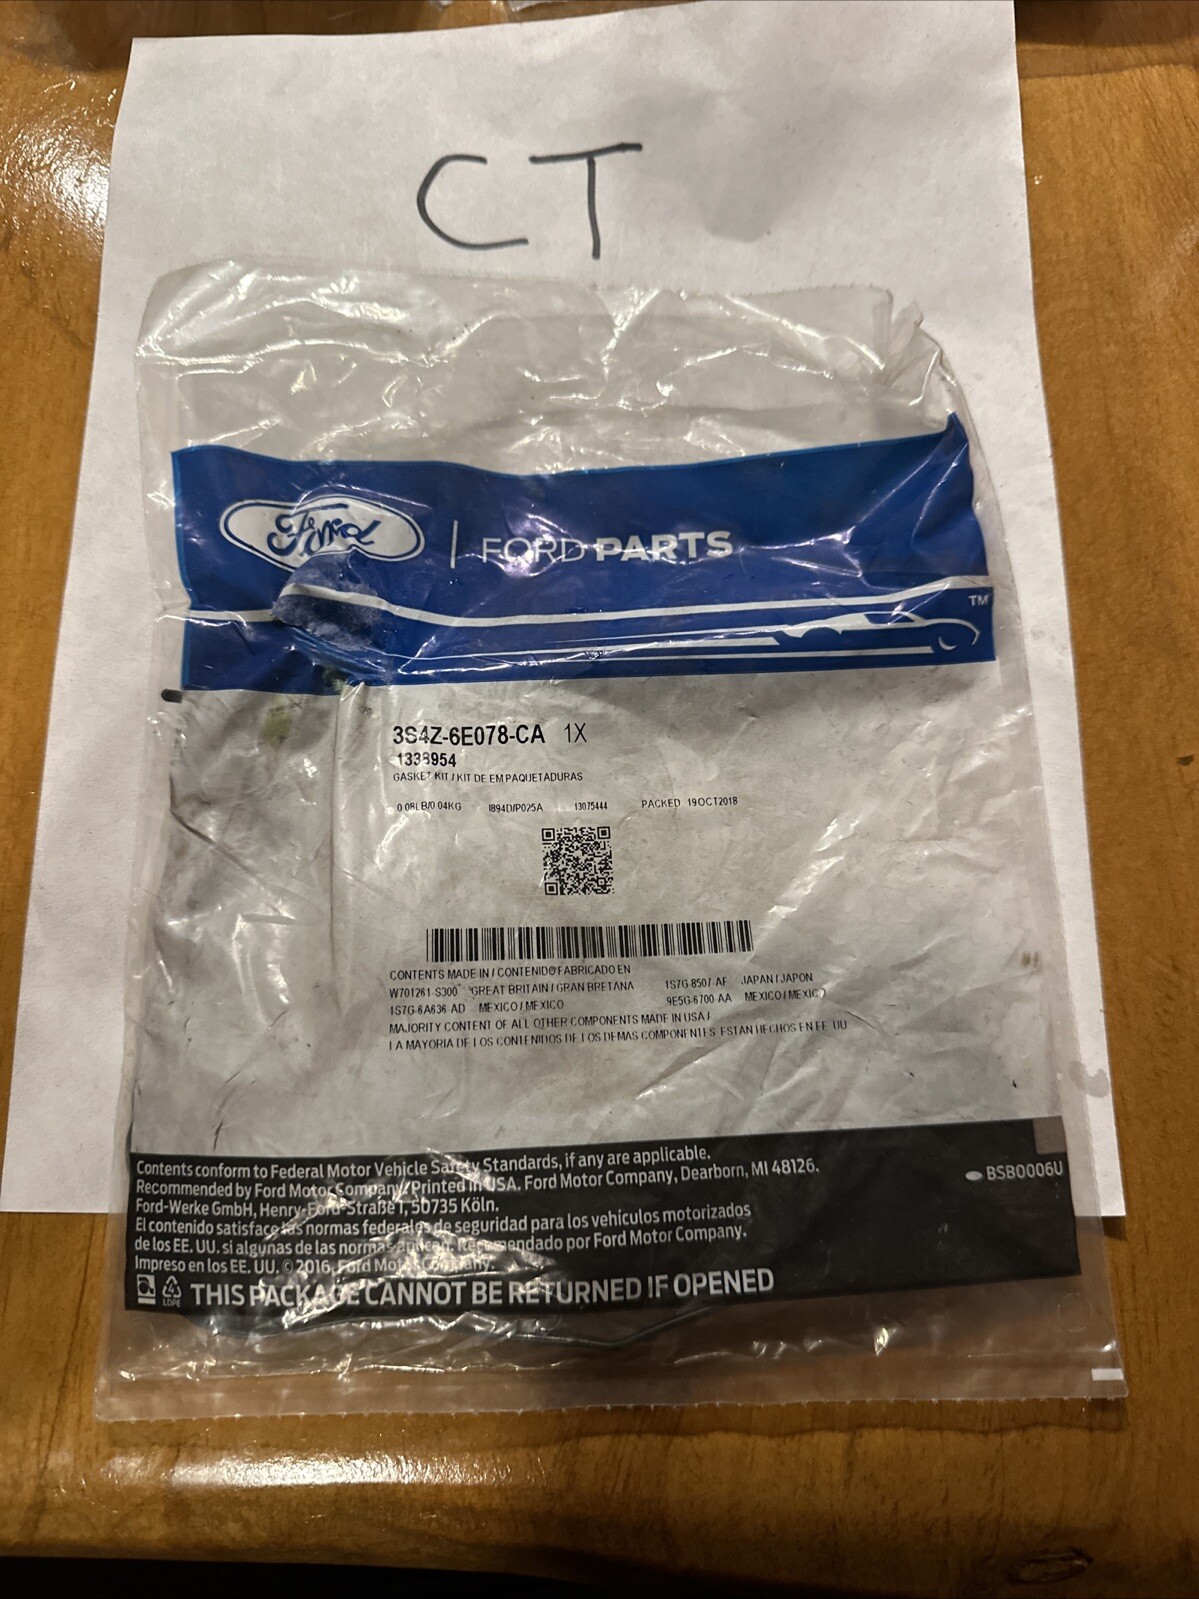 CT
Ford | FORD PARTS
TM
3S4Z-6E078-CA 1X
1338954
GASKET KIT / KIT DE EMPAQUETADURAS
0.08LB/0.04KG I894D/P025A 13075444 PACKED 19OCT2018
CONTENTS MADE IN / CONTENIDO FABRICADO EN
W701261-S300 GREAT BRITAIN / GRAN BRETANA 1S7G-8507-AF JAPAN / JAPON
1S7G-6A636-AD MEXICO / MEXICO 9E5G-6700-AA MEXICO / MEXICO
MAJORITY CONTENT OF ALL OTHER COMPONENTS MADE IN USA /
LA MAYORIA DE LOS CONTENIDOS DE LOS DEMAS COMPONENTES ESTAN HECHOS EN EE UU
Contents conform to Federal Motor Vehicle Safety Standards, if any are applicable.
Recommended by Ford Motor Company. Printed in USA. Ford Motor Company, Dearborn, MI 48126.
Ford-Werke GmbH, Henry-Ford-Straße 1, 50735 Köln.
El contenido satisface las normas federales de seguridad para los vehículos motorizados
de los EE. UU. si algunas de las normas aplican. Recomendado por Ford Motor Company.
Impreso en los EE. UU. © 2016, Ford Motor Company.
BSB0006U
4
LDPE
THIS PACKAGE CANNOT BE RETURNED IF OPENED